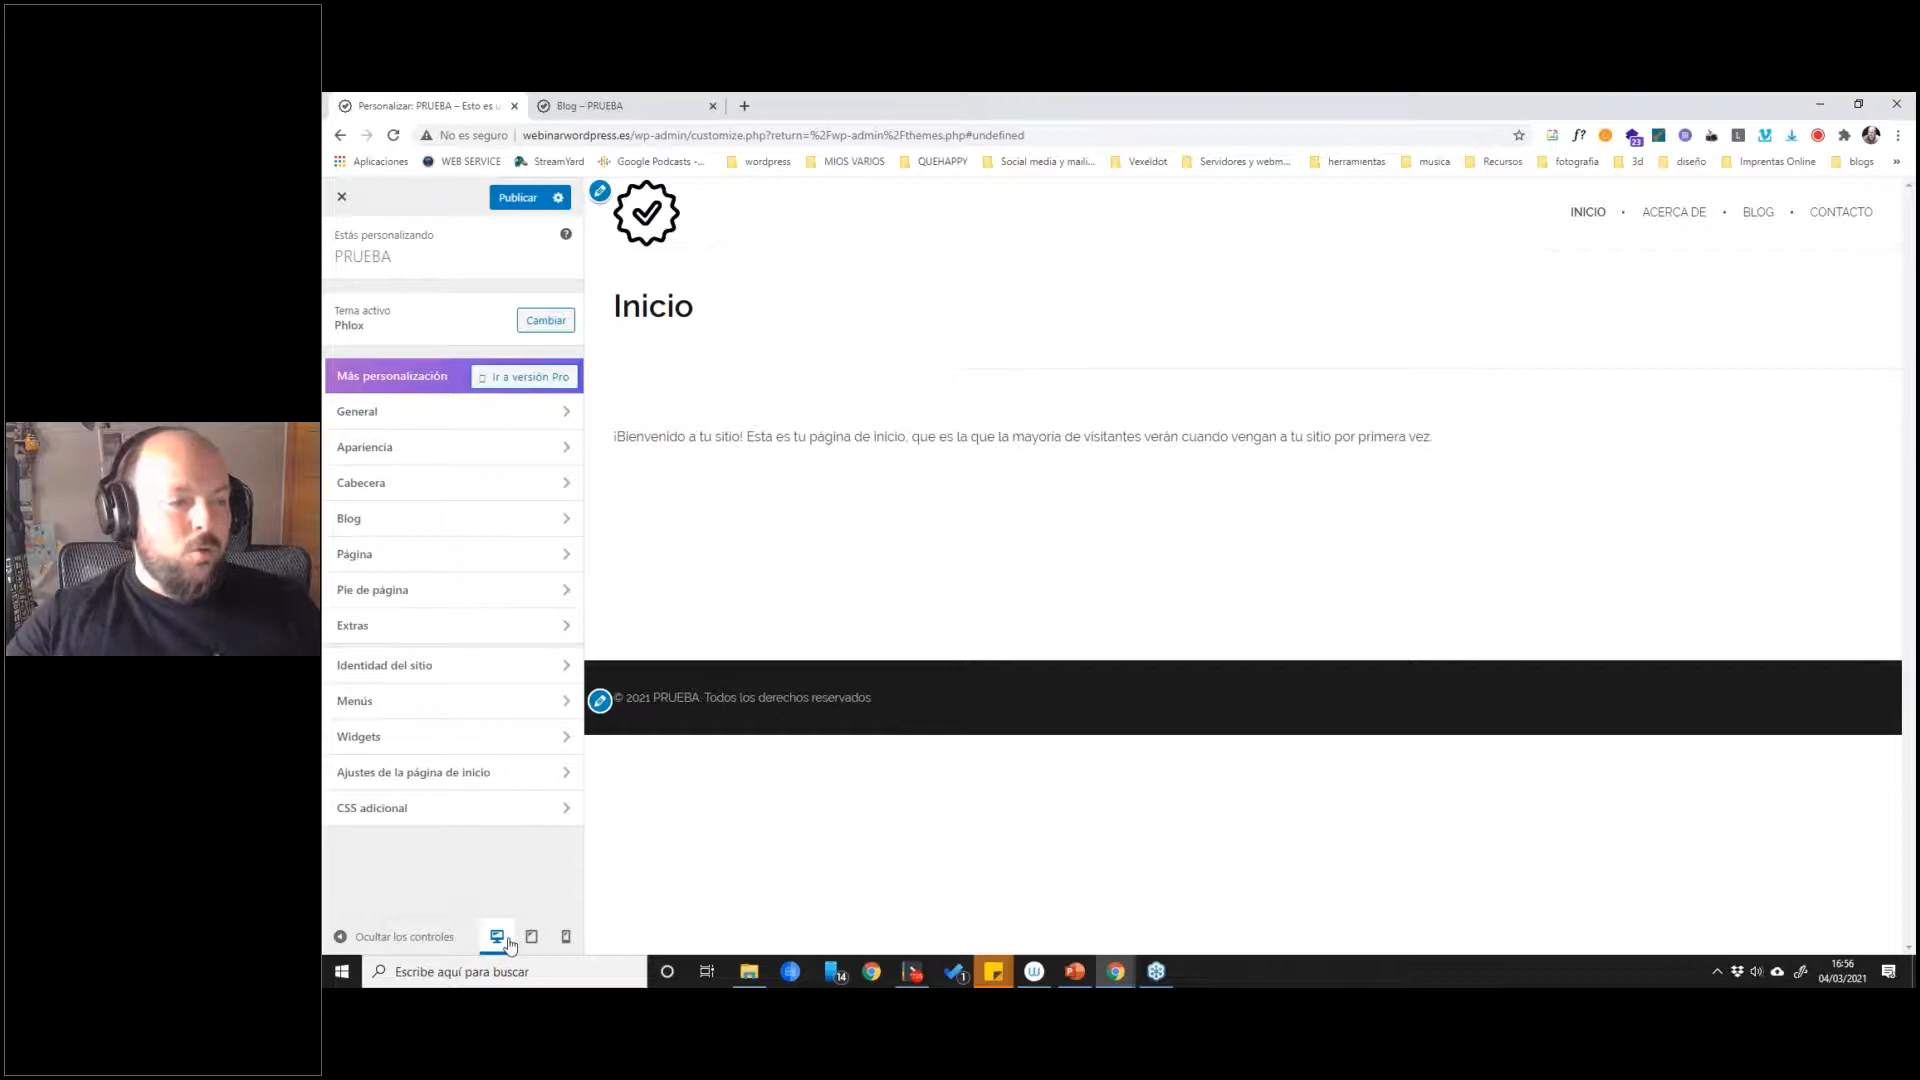 Personalizar: PRUEBA – Esto es u
Blog – PRUEBA
No es seguro
webinarwordpress.es/wp-admin/customize.php?return=%2Fwp-admin%2Fthemes.php#undefined
Aplicaciones
WEB SERVICE
StreamYard
Google Podcasts -...
wordpress
MIOS VARIOS
QUEHAPPY
Social media y maili...
Vexeldot
Servidores y webm...
herramientas
musica
Recursos
fotografia
3d
diseño
Imprentas Online
blogs
Publicar
Estás personalizando
PRUEBA
Tema activo
Phlox
Cambiar
Más personalización
Ir a versión Pro
General
Apariencia
Cabecera
Blog
Página
Pie de página
Extras
Identidad del sitio
Menús
Widgets
Ajustes de la página de inicio
CSS adicional
Ocultar los controles
INICIO • ACERCA DE • BLOG • CONTACTO
Inicio
¡Bienvenido a tu sitio! Esta es tu página de inicio, que es la que la mayoría de visitantes verán cuando vengan a tu sitio por primera vez.
© 2021 PRUEBA. Todos los derechos reservados
Escribe aquí para buscar
14
1
16:56
04/03/2021
23